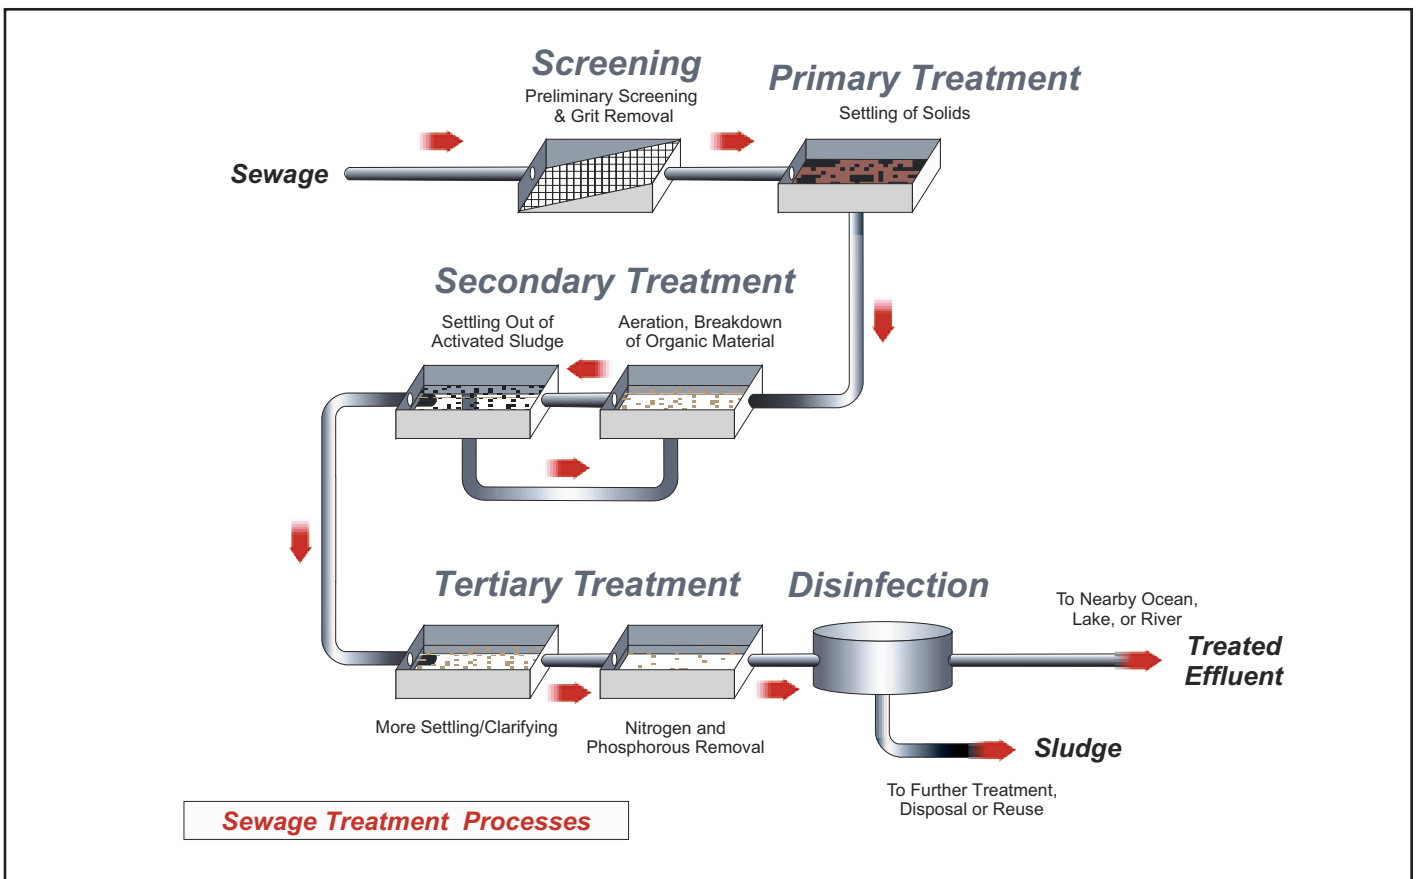 Screening
Preliminary Screening
& Grit Removal
Primary Treatment
Settling of Solids
Sewage
Secondary Treatment
Settling Out of
Activated Sludge
Aeration, Breakdown
of Organic Material
Tertiary Treatment
More Settling/Clarifying
Nitrogen and
Phosphorous Removal
Disinfection
To Nearby Ocean,
Lake, or River
Treated
Effluent
Sludge
To Further Treatment,
Disposal or Reuse
Sewage Treatment  Processes